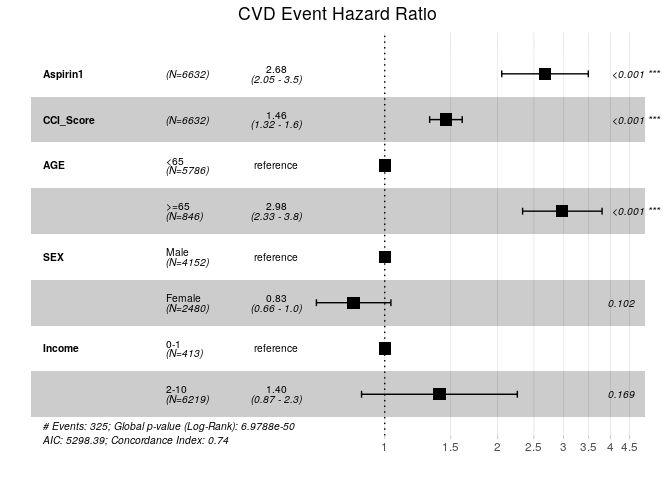 CVD Event Hazard Ratio
Aspirin1 (N=6632) 2.68 <0.001 ***
(2.05 - 3.5)
CCI_Score (N=6632) 1.46 <0.001 ***
(1.32 - 1.6)
AGE <65 reference
(N=5786)
>=65 2.98 <0.001 ***
(N=846) (2.33 - 3.8)
SEX Male reference
(N=4152)
Female 0.83 0.102
(N=2480) (0.66 - 1.0)
Income 0-1 reference
(N=413)
2-10 1.40 0.169
(N=6219) (0.87 - 2.3)
# Events: 325; Global p-value (Log-Rank): 6.9788e-50
AIC: 5298.39; Concordance Index: 0.74
1 1.5 2 2.5 3 3.5 4 4.5